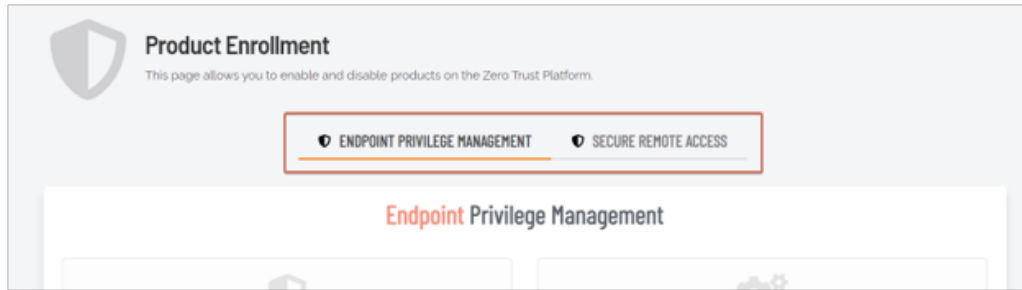 Product Enrollment
This page allows you to enable and disable products on the Zero Trust Platform.
ENDPOINT PRIVILEGE MANAGEMENT SECURE REMOTE ACCESS
Endpoint Privilege Management